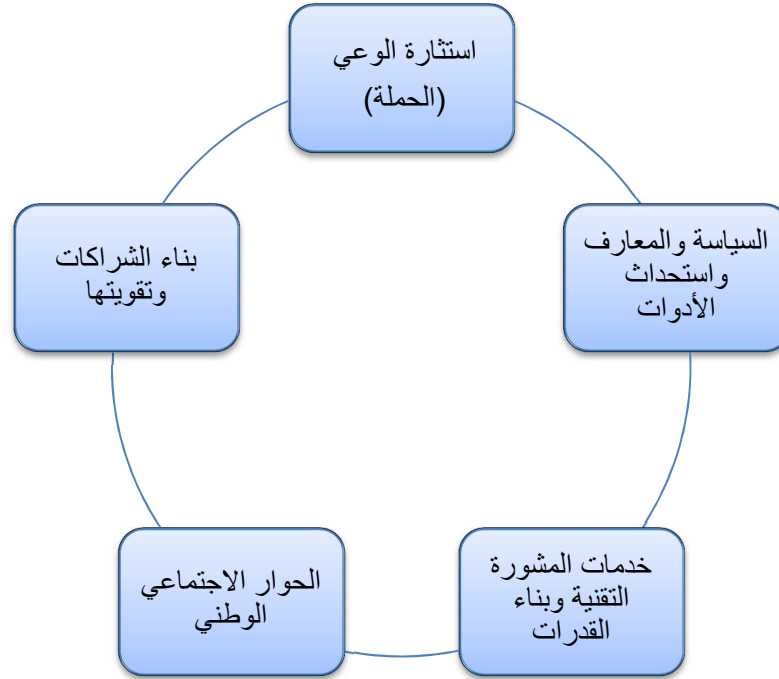 استثارة الوعي
(الحملة)
السياسة والمعارف
واستحداث
الأدوات
خدمات المشورة
التقنية وبناء
القدرات
الحوار الاجتماعي
الوطني
بناء الشراكات
وتقويتها